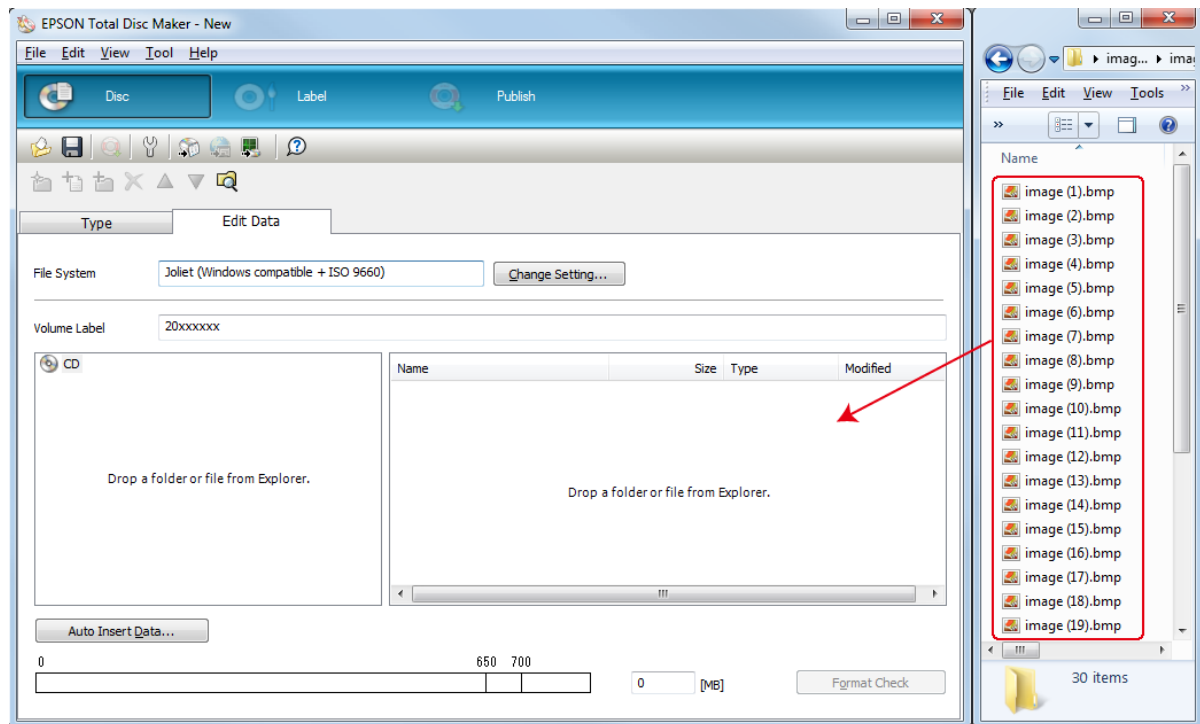 EPSON Total Disc Maker - New
File Edit View Tool Help
Disc Label Publish
Type Edit Data
File System Joliet (Windows compatible + ISO 9660) Change Setting...
Volume Label 20xxxxxx
CD
Drop a folder or file from Explorer.
Name Size Type Modified
Drop a folder or file from Explorer.
Auto Insert Data...
0 650 700
0 [MB] Format Check
imag... imag
File Edit View Tools »
»
Name
image (1).bmp
image (2).bmp
image (3).bmp
image (4).bmp
image (5).bmp
image (6).bmp
image (7).bmp
image (8).bmp
image (9).bmp
image (10).bmp
image (11).bmp
image (12).bmp
image (13).bmp
image (14).bmp
image (15).bmp
image (16).bmp
image (17).bmp
image (18).bmp
image (19).bmp
30 items